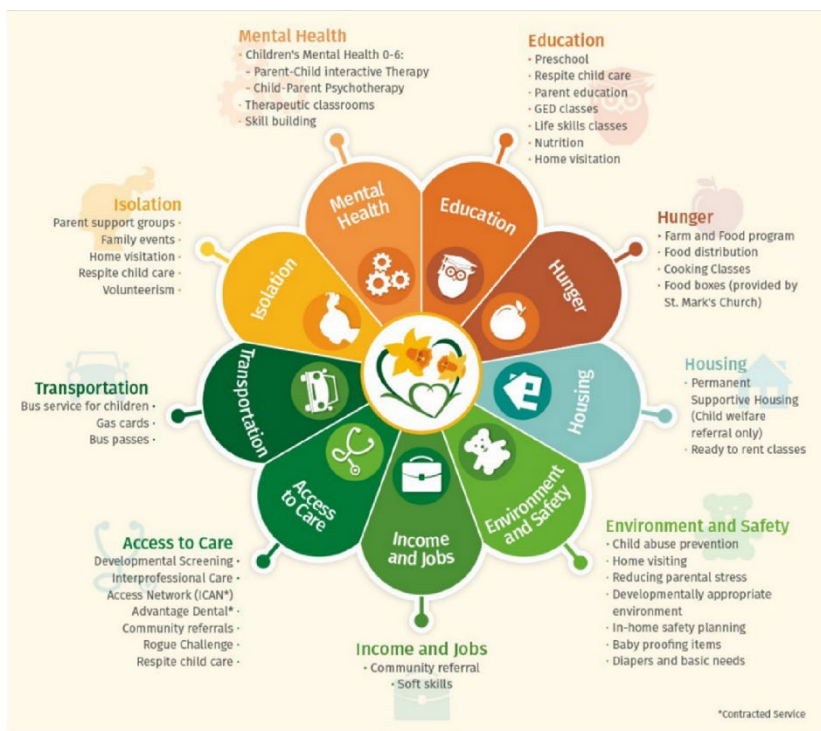 Mental Health
· Children's Mental Health 0-6:
- Parent-Child interactive Therapy
- Child-Parent Psychotherapy
· Therapeutic classrooms
· Skill building
Education
· Preschool
· Respite child care
· Parent education
· GED classes
· Life skills classes
· Nutrition
· Home visitation
Isolation
Parent support groups ·
Family events ·
Home visitation ·
Respite child care ·
Volunteerism ·
Hunger
· Farm and Food program
· Food distribution
· Cooking Classes
· Food boxes (provided by
St. Mark's Church)
Mental
Health
Education
Isolation
Hunger
Transportation
Housing
Access
to Care
Income
and Jobs
Environment
and Safety
Transportation
Bus service for children ·
Gas cards ·
Bus passes ·
Housing
· Permanent
Supportive Housing
(Child welfare
referral only)
· Ready to rent classes
Access to Care
Developmental Screening ·
Interprofessional Care ·
Access Network (iCAN*)
Advantage Dental* ·
Community referrals ·
Rogue Challenge ·
Respite child care ·
Environment and Safety
· Child abuse prevention
· Home visiting
· Reducing parental stress
· Developmentally appropriate
environment
· In-home safety planning
· Baby proofing items
· Diapers and basic needs
Income and Jobs
· Community referral
· Soft skills
*Contracted Service